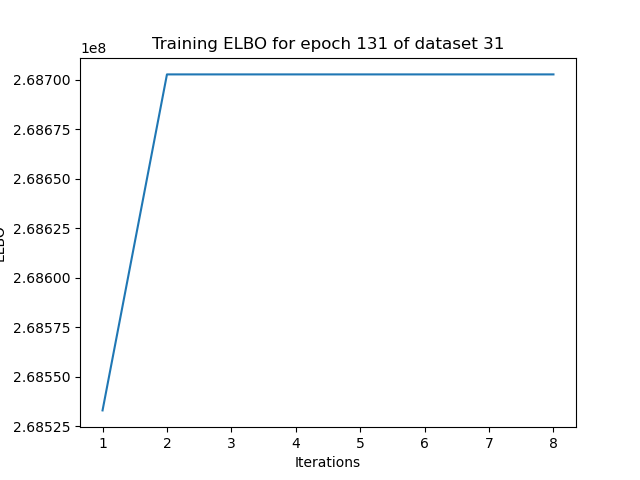 Training ELBO for epoch 131 of dataset 31
1e8
2.68700
2.68675
2.68650
2.68625
2.68600
2.68575
2.68550
2.68525
ELBO
1 2 3 4 5 6 7 8
Iterations